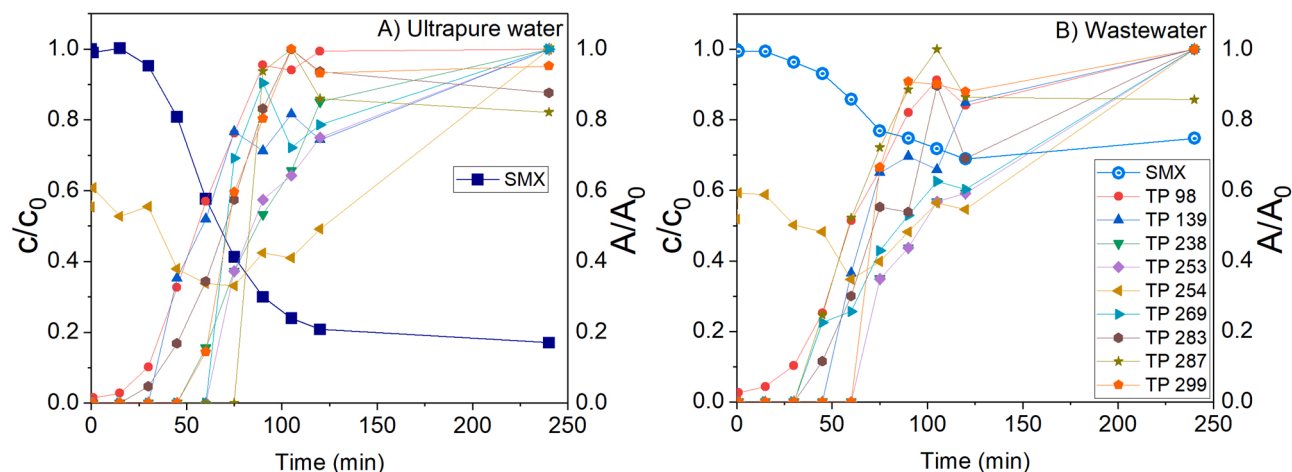 A) Ultrapure water
B) Wastewater
1.0
0.8
0.6
0.4
0.2
0.0
c/c0
SMX
1.0
0.8
0.6
0.4
0.2
0.0
A/A0
0
50
100
150
200
250
Time (min)
1.0
0.8
0.6
0.4
0.2
0.0
c/c0
SMX
TP 98
TP 139
TP 238
TP 253
TP 254
TP 269
TP 283
TP 287
TP 299
1.0
0.8
0.6
0.4
0.2
0.0
A/A0
0
50
100
150
200
250
Time (min)